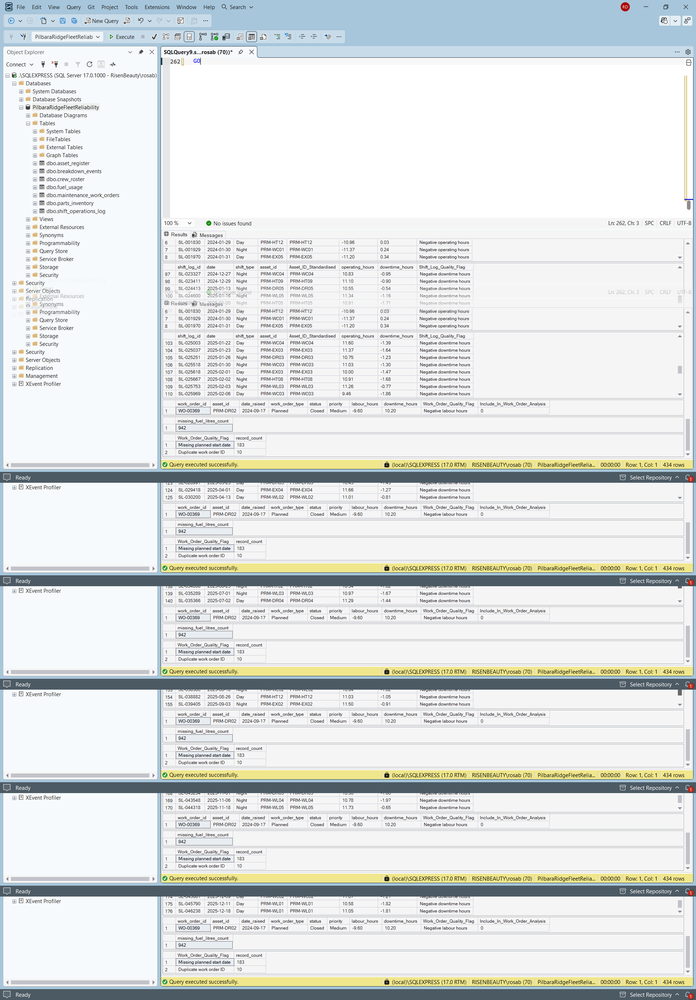 File Edit View Query Git Project Tools Extensions Window Help Search RD
New Query
PilbaraRidgeFleetReliab Execute
Object Explorer
Connect
.\SQLEXPRESS (SQL Server 17.0.1000 - RisenBeauty\rosab)
Databases
System Databases
Database Snapshots
PilbaraRidgeFleetReliability
Database Diagrams
Tables
System Tables
FileTables
External Tables
Graph Tables
dbo.asset_register
dbo.breakdown_events
dbo.crew_roster
dbo.fuel_usage
dbo.maintenance_work_orders
dbo.parts_inventory
dbo.shift_operations_log
Views
External Resources
Synonyms
Programmability
Query Store
Service Broker
Storage
Security
Security
Server Objects
External Resources
Replication
Synonyms
Management
Programmability
Query Store
Service Broker
Storage
Security
Security
Server Objects
Replication
Management
XEvent Profiler
SQLQuery9.s...rosab (70))*
262 GO
100 % No issues found Ln: 262, Ch: 3 SPC CRLF UTF-8
Results Messages
6 SL-001830 2024-01-29 Day PRM-HT12 PRM-HT12 -10.96 0.03 Negative operating hours
7 SL-001929 2024-01-30 Night PRM-WC01 PRM-WC01 -11.37 0.24 Negative operating hours
8 SL-001970 2024-01-31 Day PRM-EX05 PRM-EX05 -11.20 0.34 Negative operating hours
shift_log_id date shift_type asset_id Asset_ID_Standardised operating_hours downtime_hours Shift_Log_Quality_Flag
97 SL-023327 2024-12-27 Night PRM-WC04 PRM-WC04 10.83 -0.95 Negative downtime hours
98 SL-023411 2024-12-29 Night PRM-HT09 PRM-HT09 11.10 -0.90 Negative downtime hours
99 SL-024413 2025-01-13 Night PRM-DR05 PRM-DR05 10.55 -0.54 Negative downtime hours
100 % No issues found Ln: 262, Ch: 3 SPC CRLF UTF-8
100 SL-024600 2025-01-16 Night PRM-WL05 PRM-WL05 11.34 -1.16 Negative downtime hours
2025-01-20 Night PRM-HT05 PRM-HT05 10.91 -1.71 Negative downtime hours
Results Messages
6 SL-001830 2024-01-29 Day PRM-HT12 PRM-HT12 -10.96 0.03 Negative operating hours
7 SL-001929 2024-01-30 Night PRM-WC01 PRM-WC01 -11.37 0.24 Negative operating hours
8 SL-001970 2024-01-31 Day PRM-EX05 PRM-EX05 -11.20 0.34 Negative operating hours
shift_log_id date shift_type asset_id Asset_ID_Standardised operating_hours downtime_hours Shift_Log_Quality_Flag
103 SL-025003 2025-01-22 Day PRM-WC04 PRM-WC04 11.60 -1.39 Negative downtime hours
104 SL-025037 2025-01-23 Day PRM-EX03 PRM-EX03 11.37 -1.64 Negative downtime hours
105 SL-025251 2025-01-26 Night PRM-DR03 PRM-DR03 10.75 -1.23 Negative downtime hours
106 SL-025518 2025-01-30 Night PRM-WC03 PRM-WC03 11.03 -1.30 Negative downtime hours
107 SL-025618 2025-02-01 Day PRM-EX03 PRM-EX03 10.00 -1.47 Negative downtime hours
108 SL-025667 2025-02-02 Night PRM-HT08 PRM-HT08 10.91 -1.68 Negative downtime hours
109 SL-025753 2025-02-03 Night PRM-WL03 PRM-WL03 11.26 -0.77 Negative downtime hours
110 SL-025969 2025-02-06 Day PRM-WC03 PRM-WC03 9.46 -1.86 Negative downtime hours
work_order_id asset_id date_raised work_order_type status priority labour_hours downtime_hours Work_Order_Quality_Flag Include_In_Work_Order_Analysis
1 WO-00369 PRM-DR02 2024-09-17 Planned Closed Medium -9.60 10.20 Negative labour hours 0
missing_fuel_litres_count
1 942
Work_Order_Quality_Flag record_count
1 Missing planned start date 183
2 Duplicate work order ID 10
Query executed successfully. (local)\SQLEXPRESS (17.0 RTM) RISENBEAUTY\rosab (70) PilbaraRidgeFleetRelia... 00:00:00 Row: 1, Col: 1 434 rows
Ready Select Repository 1
XEvent Profiler
124 SL-029418 2025-04-01 Day PRM-EX04 PRM-EX04 11.66 -1.27 Negative downtime hours
125 SL-030200 2025-04-13 Day PRM-WL02 PRM-WL02 11.01 -0.81 Negative downtime hours
work_order_id asset_id date_raised work_order_type status priority labour_hours downtime_hours Work_Order_Quality_Flag Include_In_Work_Order_Analysis
1 WO-00369 PRM-DR02 2024-09-17 Planned Closed Medium -9.60 10.20 Negative labour hours 0
missing_fuel_litres_count
1 942
Work_Order_Quality_Flag record_count
1 Missing planned start date 183
2 Duplicate work order ID 10
Query executed successfully. (local)\SQLEXPRESS (17.0 RTM) RISENBEAUTY\rosab (70) PilbaraRidgeFleetRelia... 00:00:00 Row: 1, Col: 1 434 rows
Ready Select Repository 1
XEvent Profiler
139 SL-035289 2025-07-01 Night PRM-WL03 PRM-WL03 10.97 -1.67 Negative downtime hours
140 SL-035366 2025-07-02 Day PRM-DR04 PRM-DR04 11.29 -1.44 Negative downtime hours
work_order_id asset_id date_raised work_order_type status priority labour_hours downtime_hours Work_Order_Quality_Flag Include_In_Work_Order_Analysis
1 WO-00369 PRM-DR02 2024-09-17 Planned Closed Medium -9.60 10.20 Negative labour hours 0
missing_fuel_litres_count
1 942
Work_Order_Quality_Flag record_count
1 Missing planned start date 183
2 Duplicate work order ID 10
Query executed successfully. (local)\SQLEXPRESS (17.0 RTM) RISENBEAUTY\rosab (70) PilbaraRidgeFleetRelia... 00:00:00 Row: 1, Col: 1 434 rows
Ready Select Repository 1
XEvent Profiler
154 SL-038882 2025-08-26 Day PRM-HT12 PRM-HT12 11.03 -1.05 Negative downtime hours
155 SL-039405 2025-09-03 Night PRM-EX02 PRM-EX02 11.50 -0.91 Negative downtime hours
work_order_id asset_id date_raised work_order_type status priority labour_hours downtime_hours Work_Order_Quality_Flag Include_In_Work_Order_Analysis
1 WO-00369 PRM-DR02 2024-09-17 Planned Closed Medium -9.60 10.20 Negative labour hours 0
missing_fuel_litres_count
1 942
Work_Order_Quality_Flag record_count
1 Missing planned start date 183
2 Duplicate work order ID 10
Query executed successfully. (local)\SQLEXPRESS (17.0 RTM) RISENBEAUTY\rosab (70) PilbaraRidgeFleetRelia... 00:00:00 Row: 1, Col: 1 434 rows
Ready Select Repository 1
XEvent Profiler
169 SL-043548 2025-11-06 Night PRM-WL04 PRM-WL04 10.78 -1.97 Negative downtime hours
170 SL-044318 2025-11-18 Night PRM-WL05 PRM-WL05 11.73 -0.65 Negative downtime hours
work_order_id asset_id date_raised work_order_type status priority labour_hours downtime_hours Work_Order_Quality_Flag Include_In_Work_Order_Analysis
1 WO-00369 PRM-DR02 2024-09-17 Planned Closed Medium -9.60 10.20 Negative labour hours 0
missing_fuel_litres_count
1 942
Work_Order_Quality_Flag record_count
1 Missing planned start date 183
2 Duplicate work order ID 10
Query executed successfully. (local)\SQLEXPRESS (17.0 RTM) RISENBEAUTY\rosab (70) PilbaraRidgeFleetRelia... 00:00:00 Row: 1, Col: 1 434 rows
Ready Select Repository 1
XEvent Profiler
175 SL-045790 2025-12-11 Day PRM-WL01 PRM-WL01 10.58 -1.82 Negative downtime hours
176 SL-046238 2025-12-18 Day PRM-WL01 PRM-WL01 11.05 -1.81 Negative downtime hours
work_order_id asset_id date_raised work_order_type status priority labour_hours downtime_hours Work_Order_Quality_Flag Include_In_Work_Order_Analysis
1 WO-00369 PRM-DR02 2024-09-17 Planned Closed Medium -9.60 10.20 Negative labour hours 0
missing_fuel_litres_count
1 942
Work_Order_Quality_Flag record_count
1 Missing planned start date 183
2 Duplicate work order ID 10
Query executed successfully. (local)\SQLEXPRESS (17.0 RTM) RISENBEAUTY\rosab (70) PilbaraRidgeFleetRelia... 00:00:00 Row: 1, Col: 1 434 rows
Ready Select Repository 1